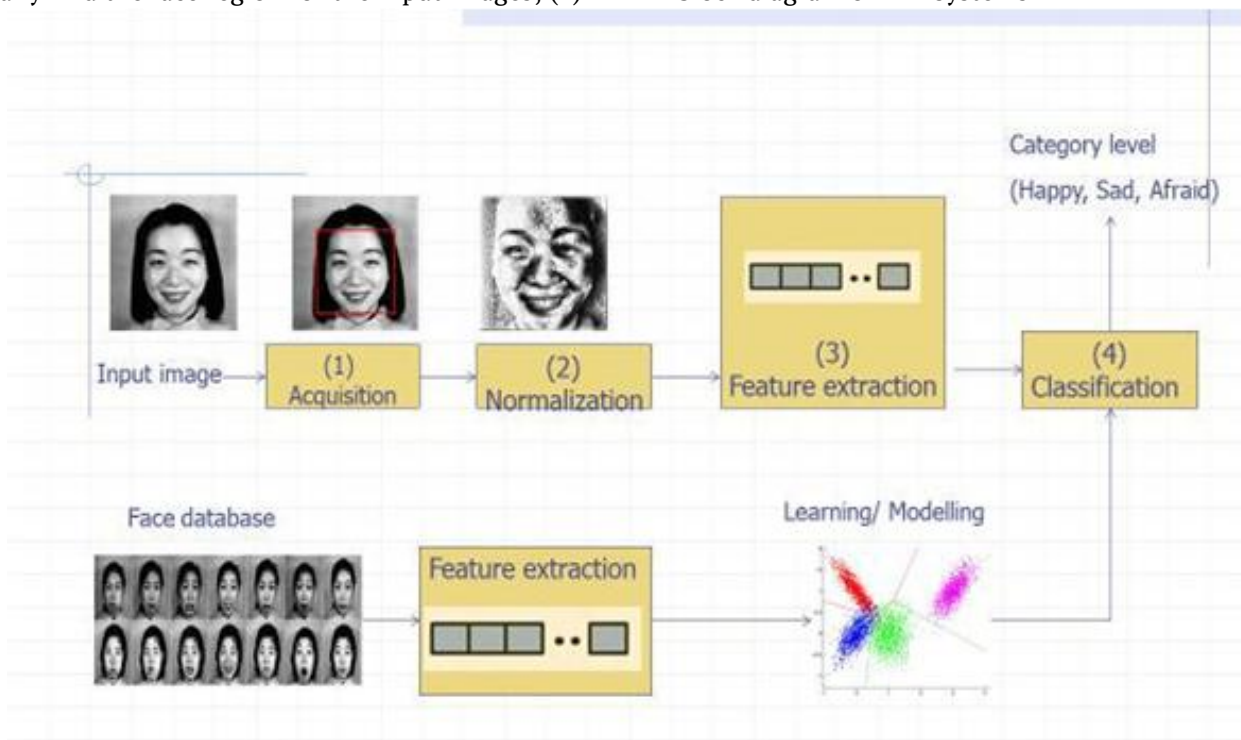 Category level
(Happy, Sad, Afraid)
Input image
(1)
Acquisition
(2)
Normalization
(3)
Feature extraction
(4)
Classification
Face database
Feature extraction
Learning/ Modelling